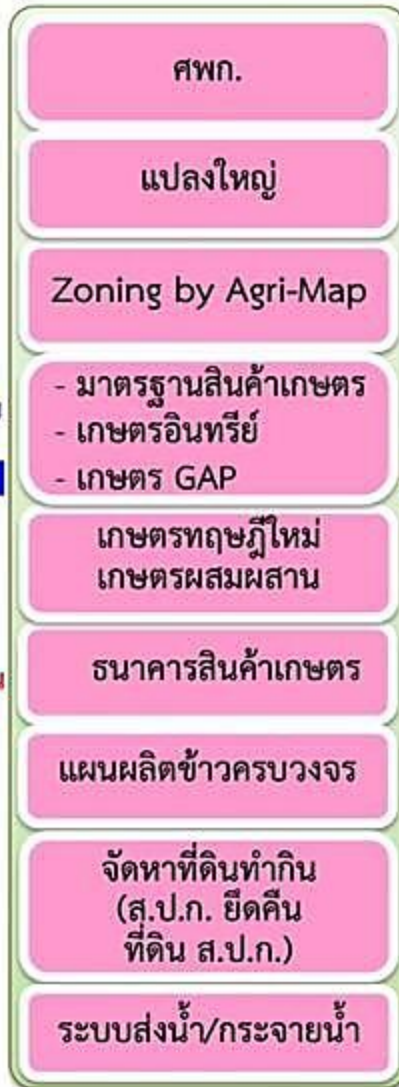 ศพก.
แปลงใหญ่
Zoning by Agri-Map
- มาตรฐานสินค้าเกษตร
- เกษตรอินทรีย์
- เกษตร GAP
เกษตรทฤษฎีใหม่
เกษตรผสมผสาน
ธนาคารสินค้าเกษตร
แผนผลิตข้าวครบวงจร
จัดหาที่ดินทำกิน
(ส.ป.ก. ยึดคืน
ที่ดิน ส.ป.ก.)
ระบบส่งน้ำ/กระจายน้ำ